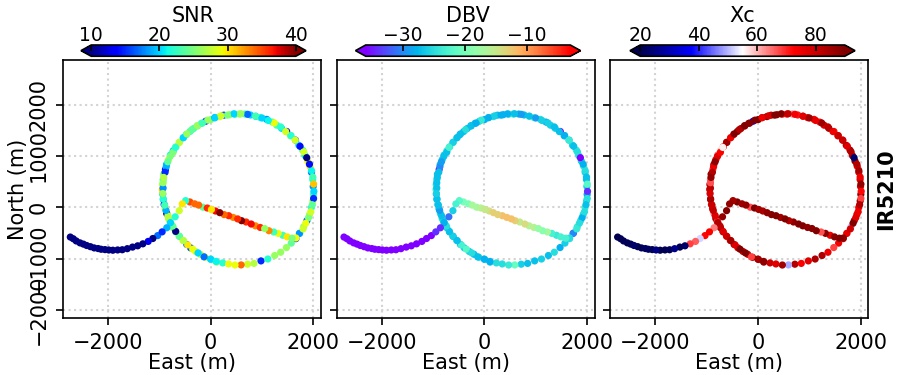 SNR DBV Xc
10 20 30 40 −30 −20 −10 20 40 60 80
North (m)
2000
1000
0
−1000
−2000
IR5210
−2000 0 2000 −2000 0 2000 −2000 0 2000
East (m) East (m) East (m)